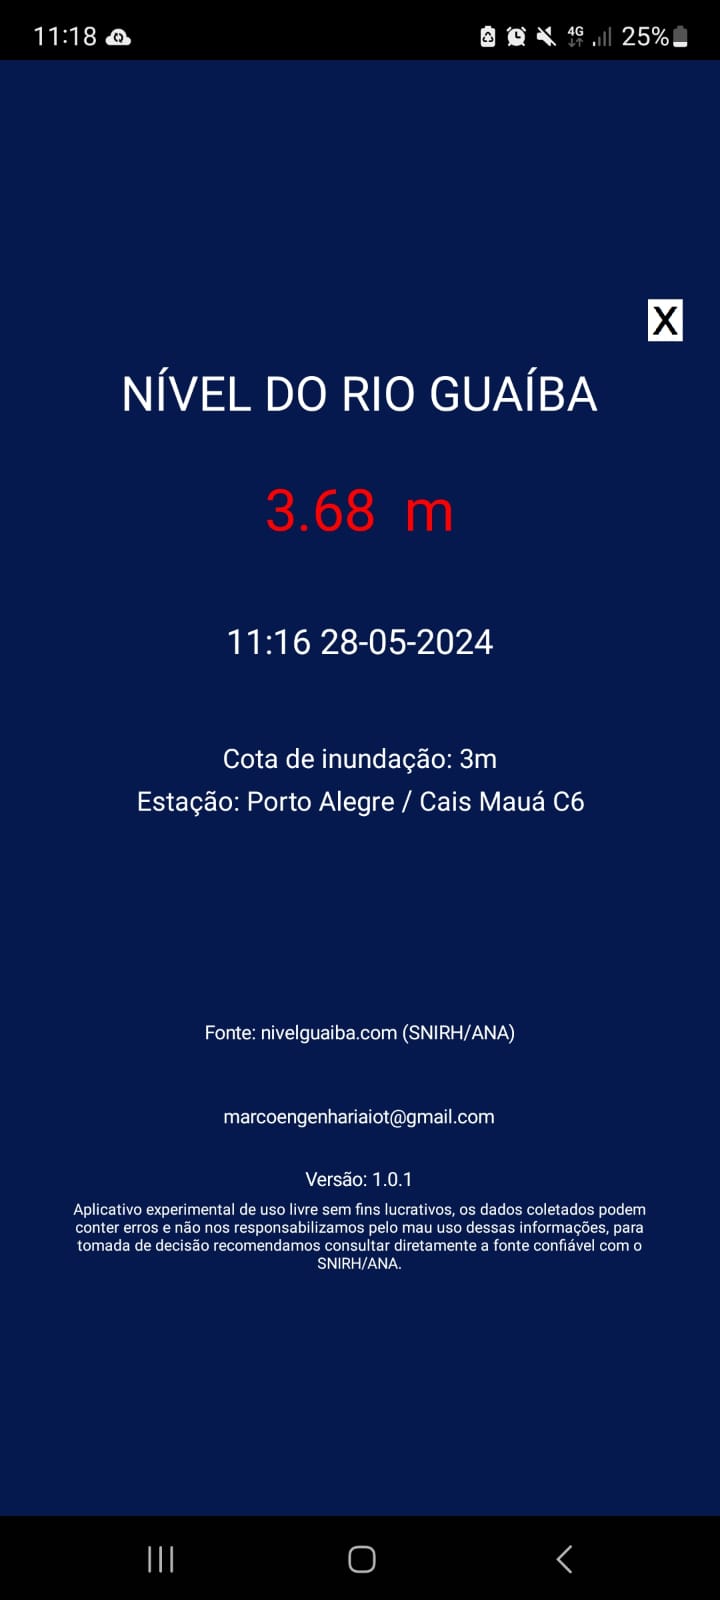 11:18
4G
25%
X
NÍVEL DO RIO GUAÍBA
3.68 m
11:16 28-05-2024
Cota de inundação: 3m
Estação: Porto Alegre / Cais Mauá C6
Fonte: nivelguaiba.com (SNIRH/ANA)
marcoengenhariaiot@gmail.com
Versão: 1.0.1
Aplicativo experimental de uso livre sem fins lucrativos, os dados coletados podem
conter erros e não nos responsabilizamos pelo mau uso dessas informações, para
tomada de decisão recomendamos consultar diretamente a fonte confiável com o
SNIRH/ANA.